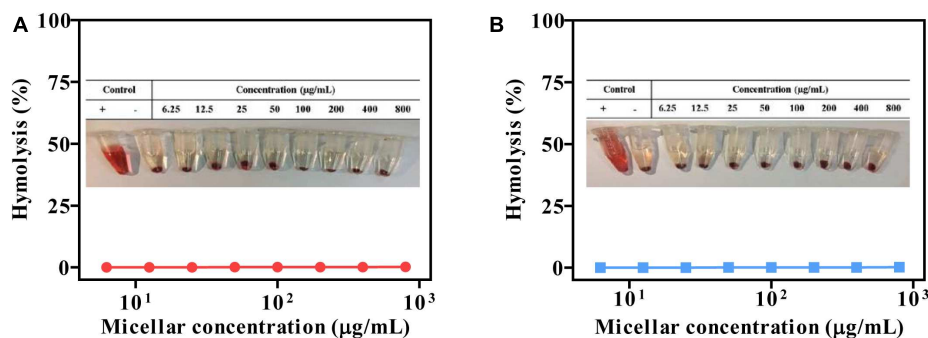 A
Hymolysis (%)
100
75
50
25
0
Control
Concentration (μg/mL)
+ - 6.25 12.5 25 50 100 200 400 800
10¹ 10² 10³
Micellar concentration (μg/mL)
B
Hymolysis (%)
100
75
50
25
0
Control
Concentration (μg/mL)
+ - 6.25 12.5 25 50 100 200 400 800
10¹ 10² 10³
Micellar concentration (μg/mL)